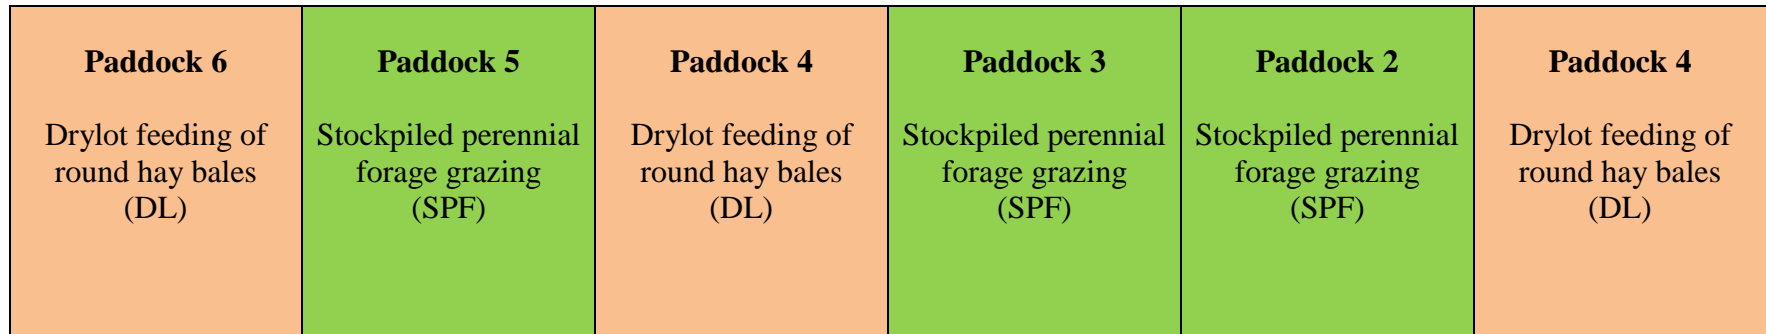 Paddock 6
Drylot feeding of
round hay bales
(DL)
Paddock 5
Stockpiled perennial
forage grazing
(SPF)
Paddock 4
Drylot feeding of
round hay bales
(DL)
Paddock 3
Stockpiled perennial
forage grazing
(SPF)
Paddock 2
Stockpiled perennial
forage grazing
(SPF)
Paddock 4
Drylot feeding of
round hay bales
(DL)